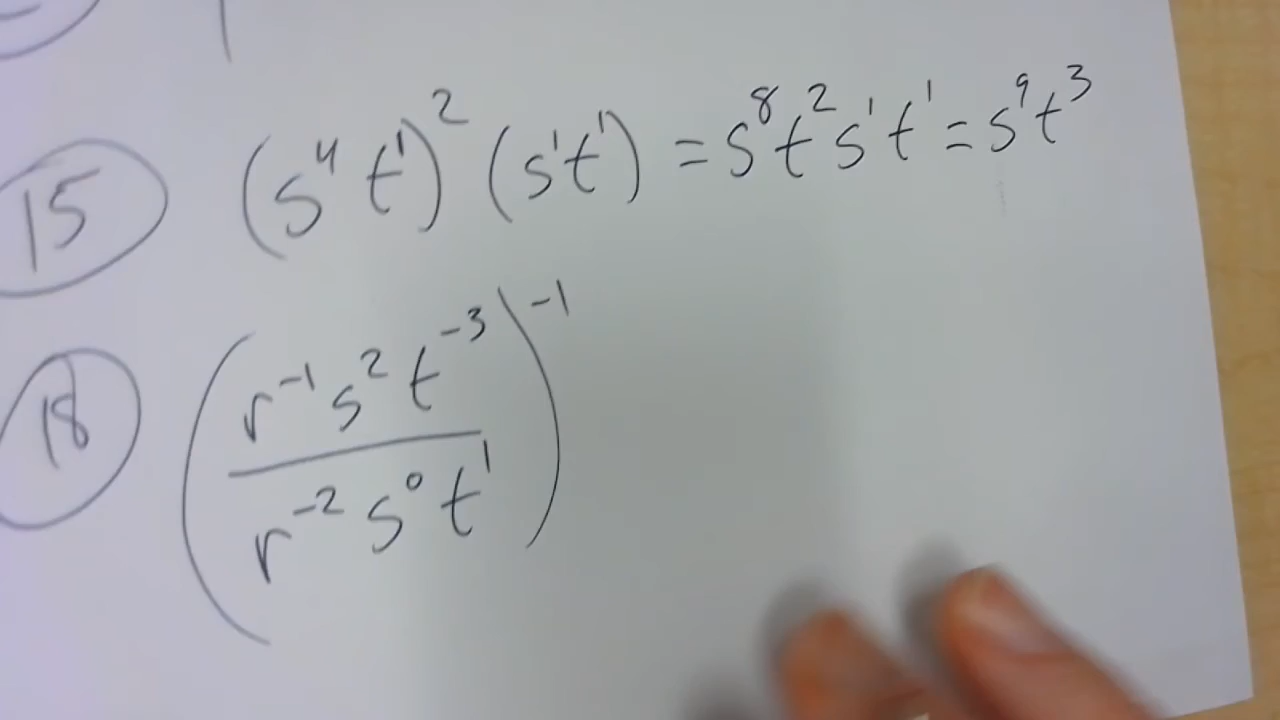 15 (s⁴t¹)² (s¹t¹) = s⁸t²s¹t¹ = s⁹t³
18 (r⁻¹s²t⁻³ / r⁻²s⁰t¹)⁻¹